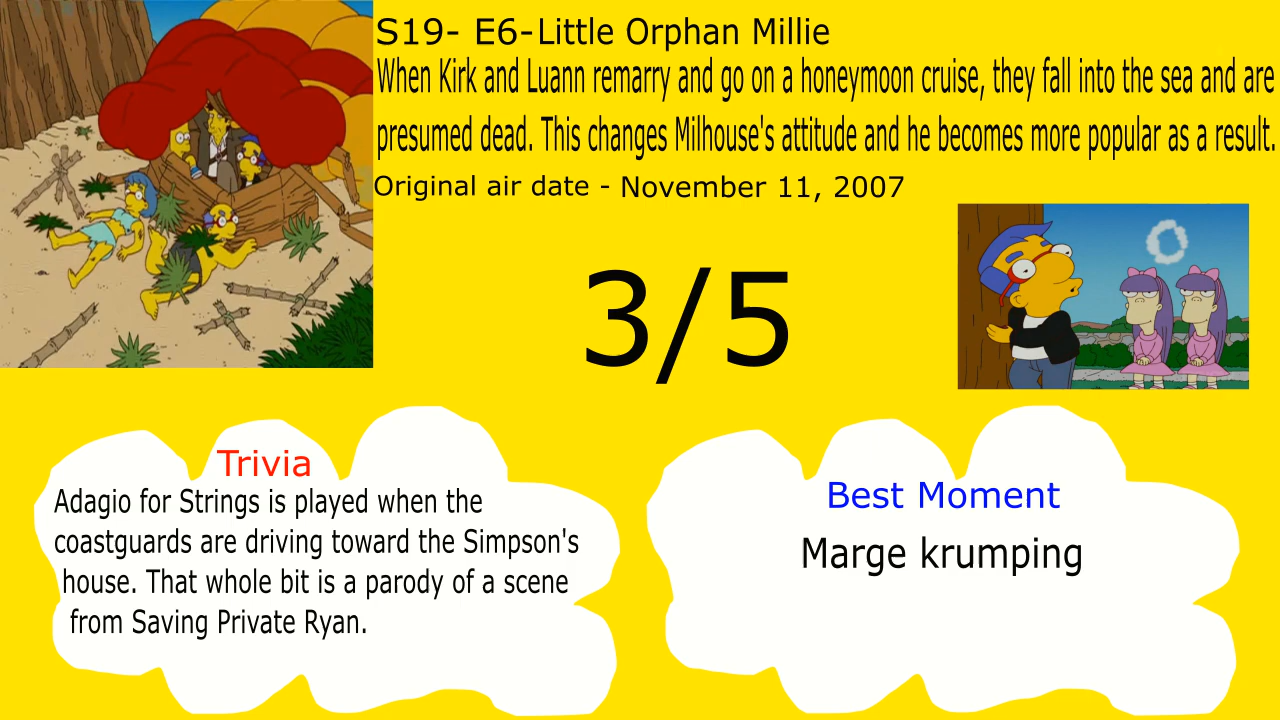 S19- E6-Little Orphan Millie
When Kirk and Luann remarry and go on a honeymoon cruise, they fall into the sea and are
presumed dead. This changes Milhouse's attitude and he becomes more popular as a result.
Original air date - November 11, 2007
3/5
Trivia
Adagio for Strings is played when the
coastguards are driving toward the Simpson's
house. That whole bit is a parody of a scene
from Saving Private Ryan.
Best Moment
Marge krumping